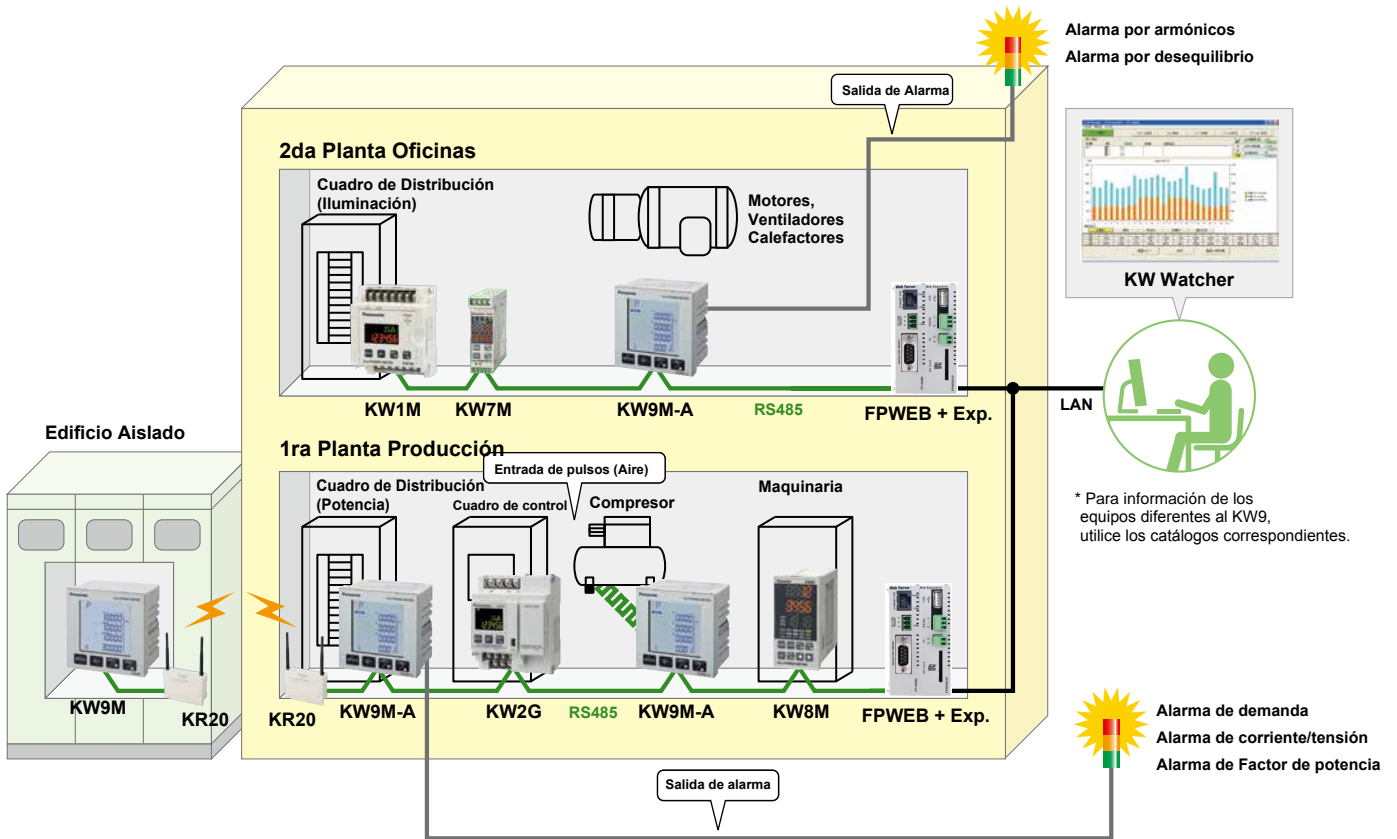 Alarma por armónicos
Alarma por desequilibrio
Salida de Alarma
2da Planta Oficinas
Cuadro de Distribución
(Iluminación)
Motores,
Ventiladores
Calefactores
KW Watcher
KW1M
KW7M
KW9M-A
RS485
FPWEB + Exp.
LAN
Edificio Aislado
1ra Planta Producción
Entrada de pulsos (Aire)
Cuadro de Distribución
(Potencia)
Cuadro de control
Compresor
Maquinaria
* Para información de los
equipos diferentes al KW9,
utilice los catálogos correspondientes.
KW9M
KR20
KR20
KW9M-A
KW2G
RS485
KW9M-A
KW8M
FPWEB + Exp.
Alarma de demanda
Alarma de corriente/tensión
Alarma de Factor de potencia
Salida de alarma